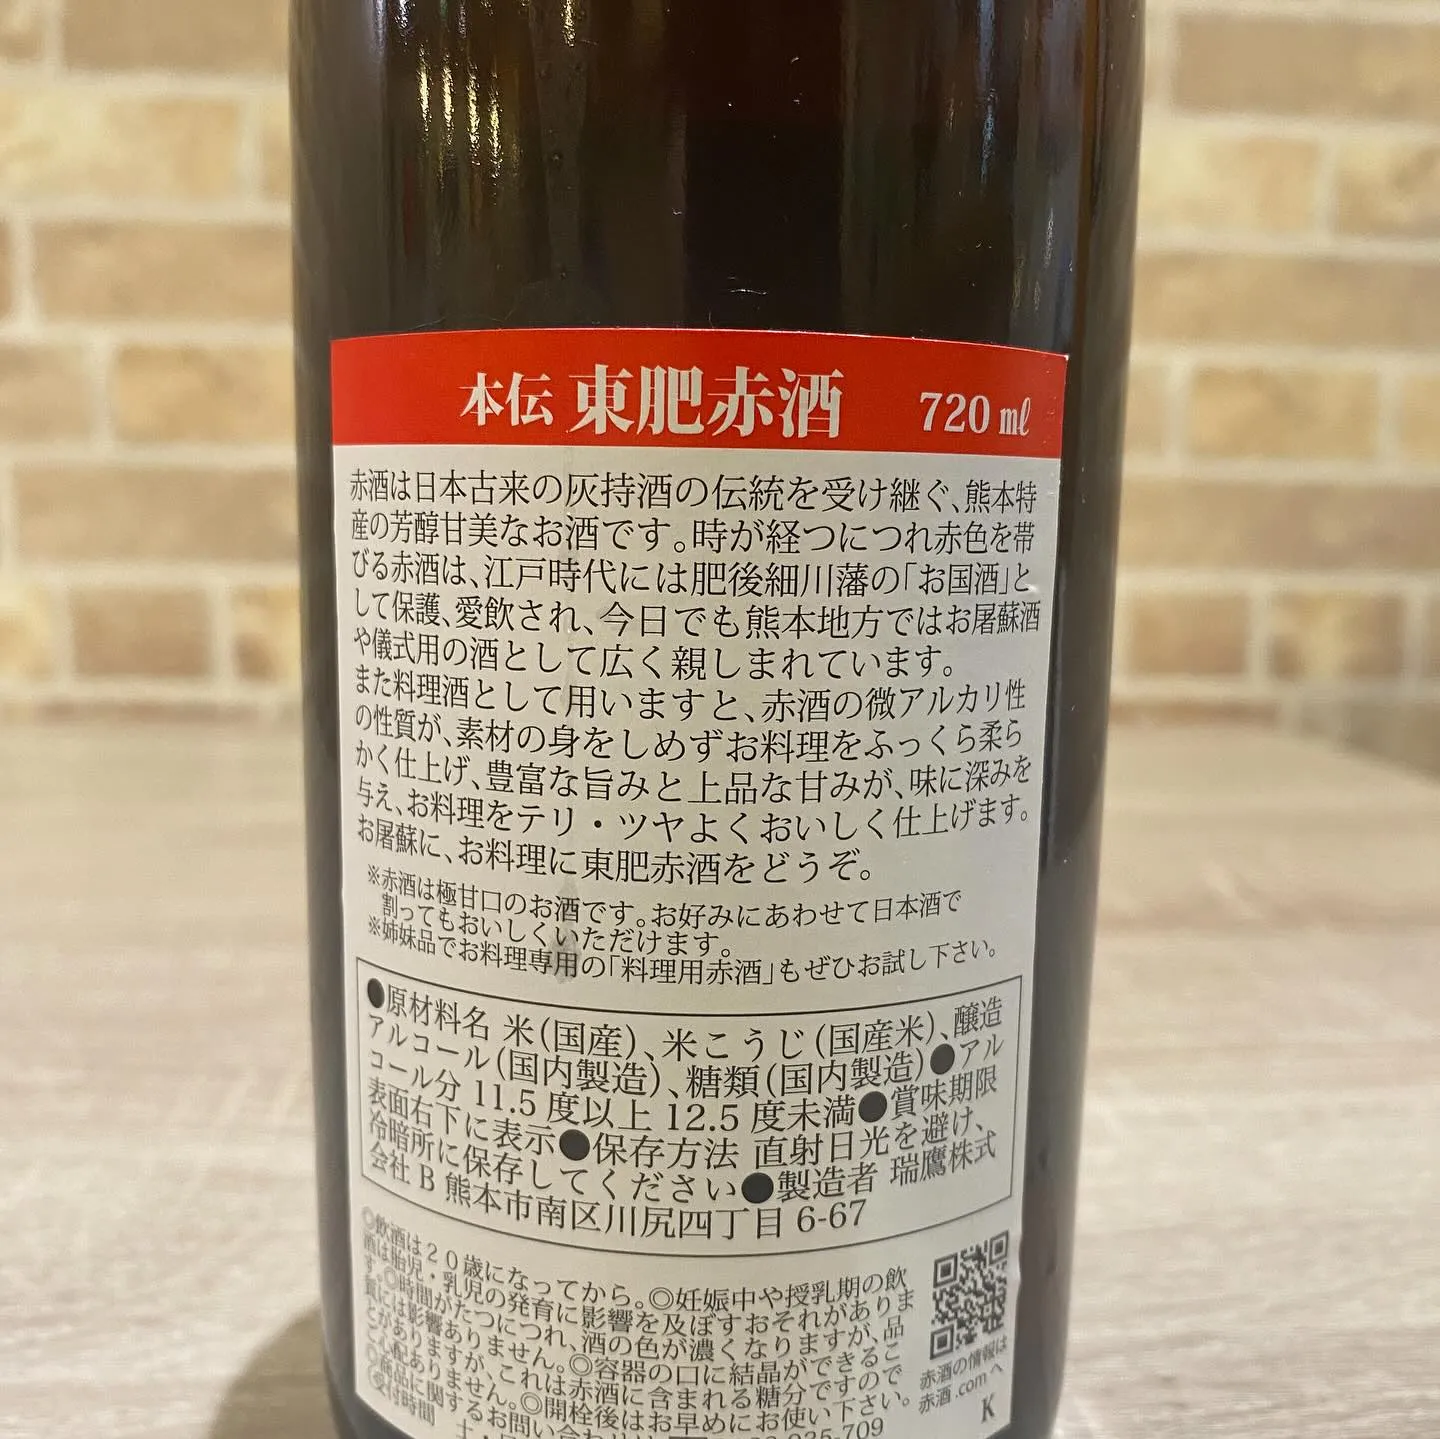 本伝 東肥赤酒 720㎖
赤酒は日本古来の灰持酒の伝統を受け継ぐ、熊本特
産の芳醇甘美なお酒です。時が経つにつれ赤色を帯
びる赤酒は、江戸時代には肥後細川藩の「お国酒」と
して保護、愛飲され、今日でも熊本地方ではお屠蘇酒
や儀式用の酒として広く親しまれています。
また料理酒として用いますと、赤酒の微アルカリ性
の性質が、素材の身をしめずお料理をふっくら柔ら
かく仕上げ、豊富な旨みと上品な甘みが、味に深みを
与え、お料理をテリ・ツヤよくおいしく仕上げます。
お屠蘇に、お料理に東肥赤酒をどうぞ。
※赤酒は極甘口のお酒です。お好みにあわせて日本酒で
割ってもおいしくいただけます。
※姉妹品でお料理専用の「料理用赤酒」もぜひお試し下さい。
●原材料名 米(国産)、米こうじ(国産米)、醸造
アルコール(国内製造)、糖類(国内製造)●アル
コール分 11.5度以上12.5度未満●賞味期限
表面右下に表示●保存方法 直射日光を避け、
冷暗所に保存してください●製造者 瑞鷹株式
会社 B 熊本市南区川尻四丁目6-67
◎飲酒は20歳になってから。◎妊娠中や授乳期の飲
酒は胎児・乳児の発育に影響を及ぼすおそれがありま
す。◎時間がたつにつれ、酒の色が濃くなりますが、品
質には影響ありません。◎容器の口に結晶ができるこ
とがありますが、これは赤酒に含まれる糖分ですので
ご心配ありません。◎開栓後はお早めにお使い下さい。
◎商品に関するお問い合わせ
受付時間
赤酒の情報は
赤酒.comへ
K